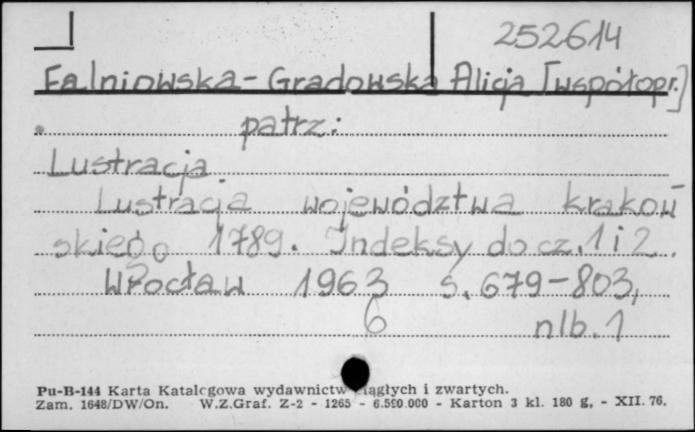 252614
Falniowska-Gradowska Alicja [współopr.]
patrz:
Lustracja
Lustracja województwa krakow-
skiego 1789. Indeksy do cz. 1 i 2.
Wrocław 1963 s. 679-803,
6 nlb. 1
Pu-B-144 Karta Katalogowa wydawnictw ciągłych i zwartych.
Zam. 1648/DW/On. W.Z.Graf. Z-2 - 1265 - 6.590.000 - Karton 3 kl. 180 g, - XII. 76.